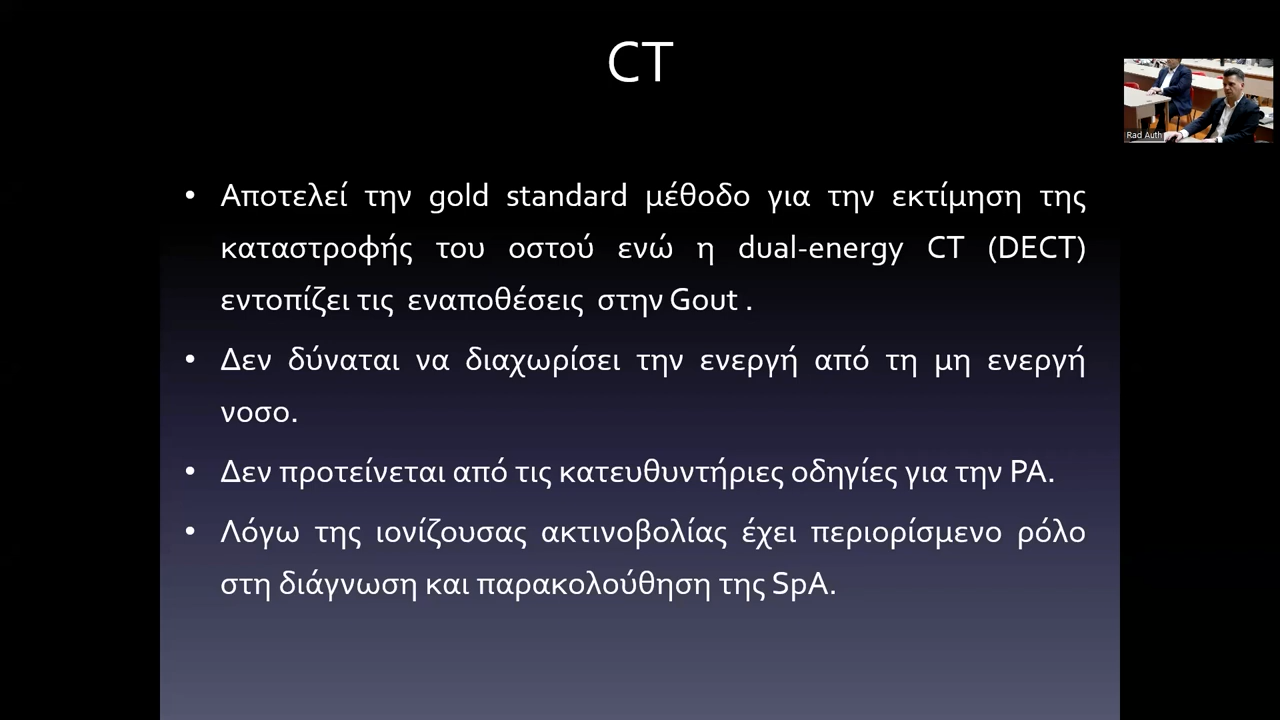 CT
• Αποτελεί την gold standard μέθοδο για την εκτίμηση της
καταστροφής του οστού ενώ η dual-energy CT (DECT)
εντοπίζει τις εναποθέσεις στην Gout .
• Δεν δύναται να διαχωρίσει την ενεργή από τη μη ενεργή
νοσο.
• Δεν προτείνεται από τις κατευθυντήριες οδηγίες για την ΡΑ.
• Λόγω της ιονίζουσας ακτινοβολίας έχει περιορίσμενο ρόλο
στη διάγνωση και παρακολούθηση της SpA.
Rad Auth